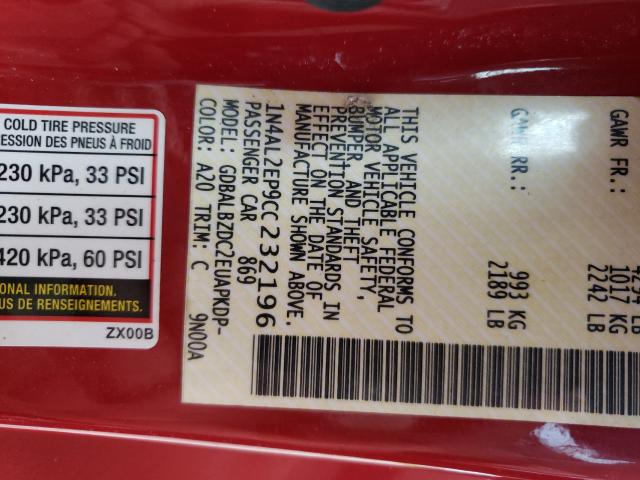 COLD TIRE PRESSURE
ESSION DES PNEUS À FROID
230 kPa, 33 PSI
230 kPa, 33 PSI
420 kPa, 60 PSI
ONAL INFORMATION.
US DE RENSEIGNEMENTS.
ZX00B
GAWR FR.: 1017 KG
2242 LB
GAWR RR.: 993 KG
2189 LB
THIS VEHICLE CONFORMS TO
ALL APPLICABLE FEDERAL
MOTOR VEHICLE SAFETY,
BUMPER, AND THEFT
PREVENTION STANDARDS IN
EFFECT ON THE DATE OF
MANUFACTURE SHOWN ABOVE.
1N4AL2EP9CC232196
PASSENGER CAR 869
MODEL: GDBALBZDC2EUAPKDP-
COLOR: A20 TRIM: C 9N00A